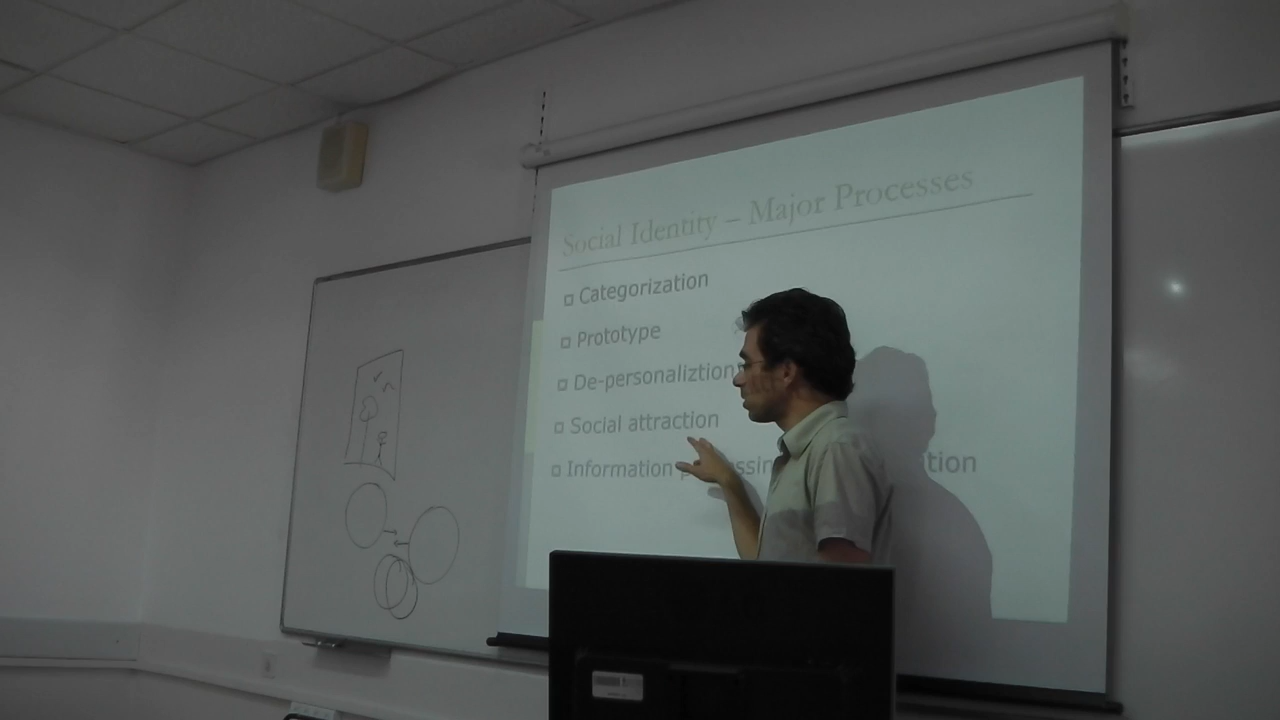 Social Identity – Major Processes
Categorization
Prototype
De-personaliztion
Social attraction
Information